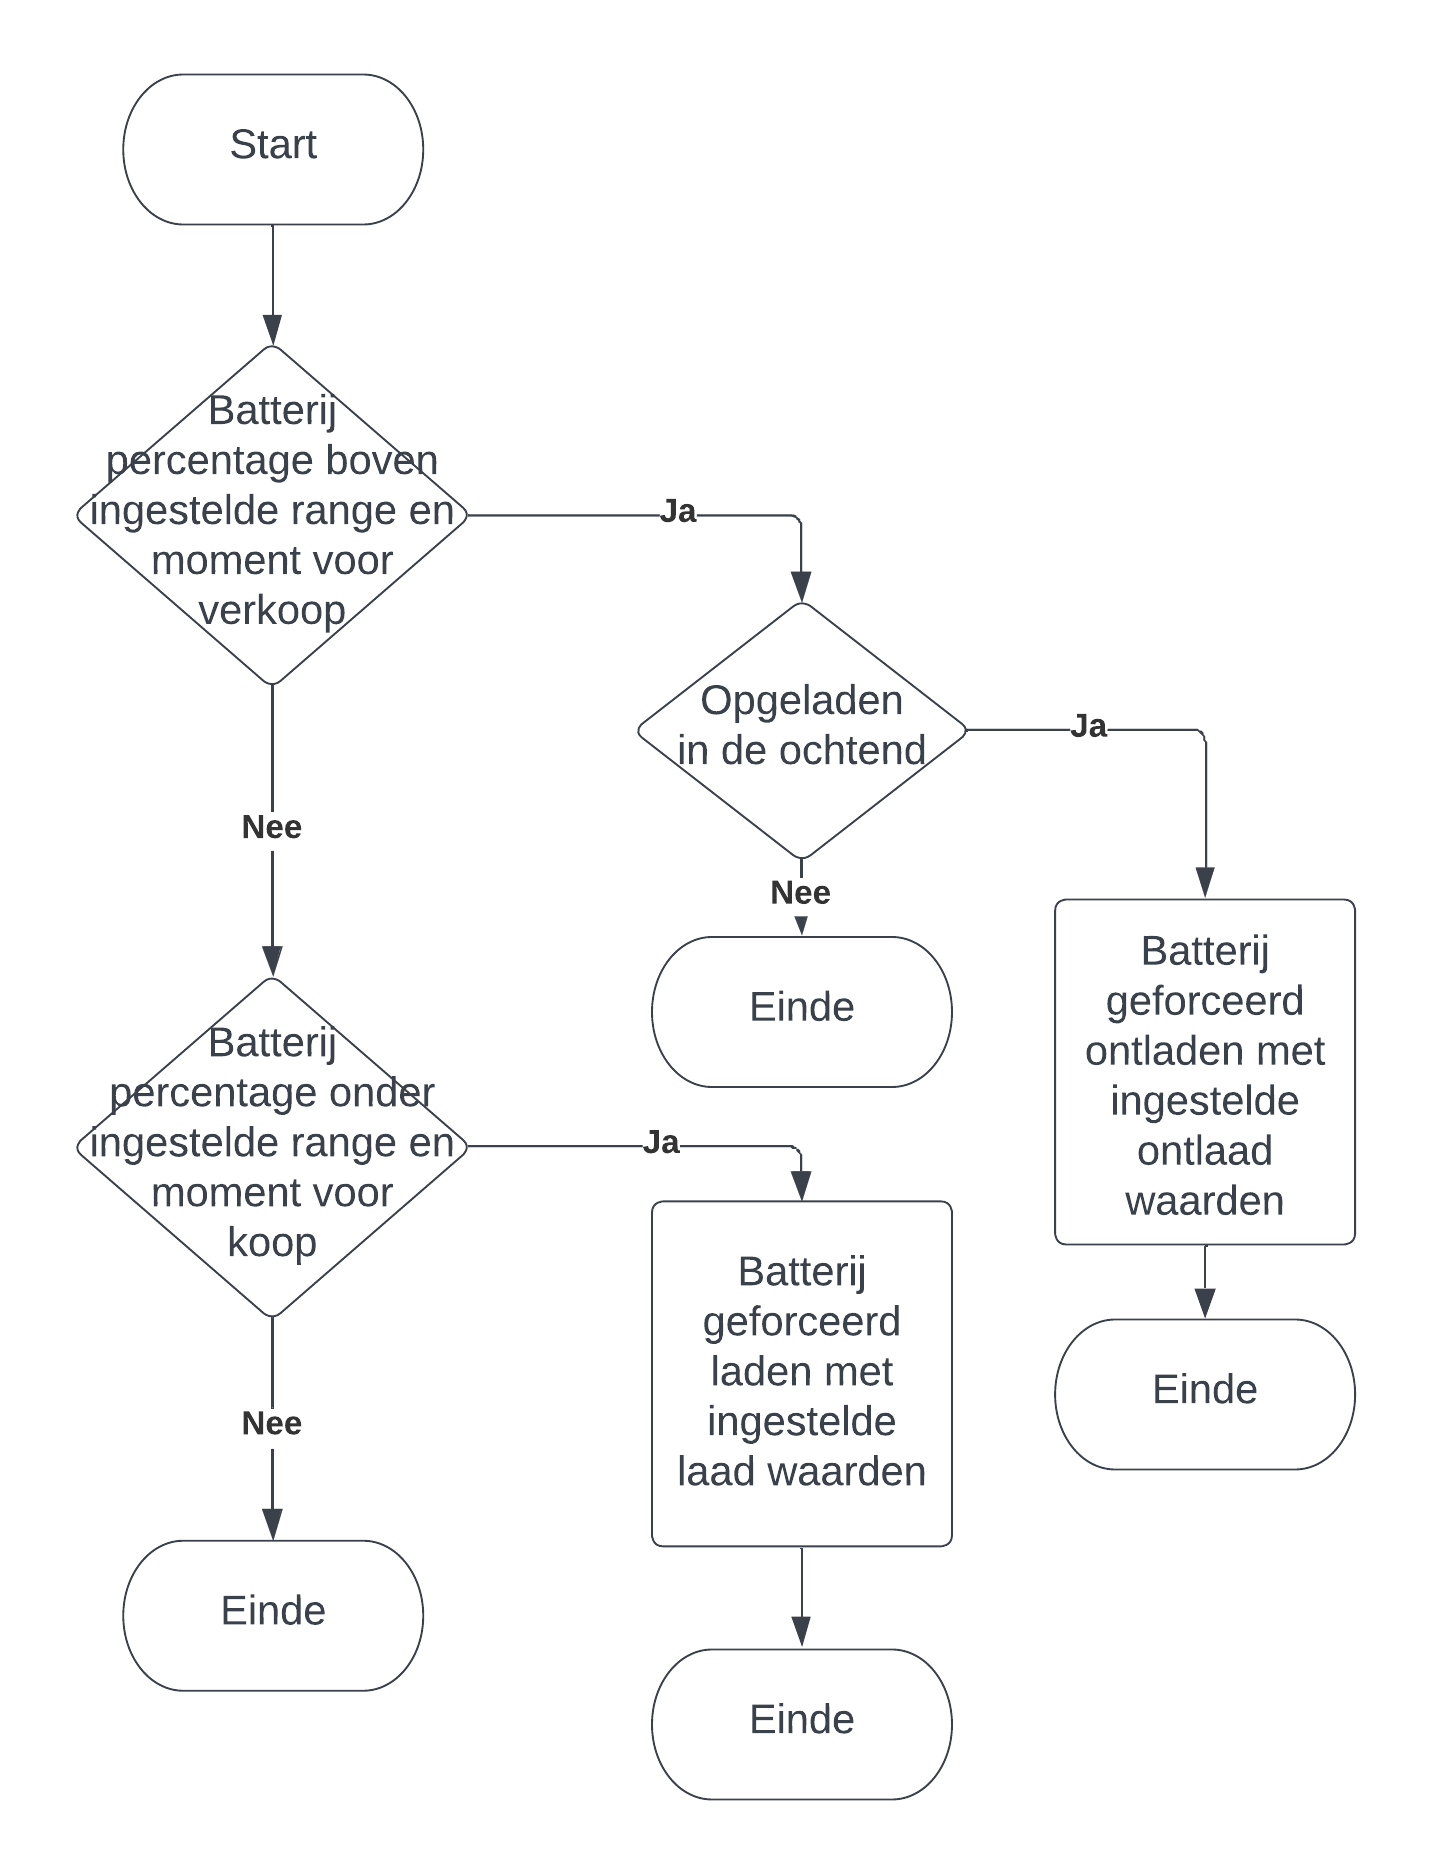 Start
Batterij
percentage boven
ingestelde range en
moment voor
verkoop
Ja
Opgeladen
in de ochtend
Ja
Nee
Nee
Einde
Batterij
geforceerd
ontladen met
ingestelde
ontlaad
waarden
Einde
Batterij
percentage onder
ingestelde range en
moment voor
koop
Ja
Batterij
geforceerd
laden met
ingestelde
laad waarden
Nee
Einde
Einde